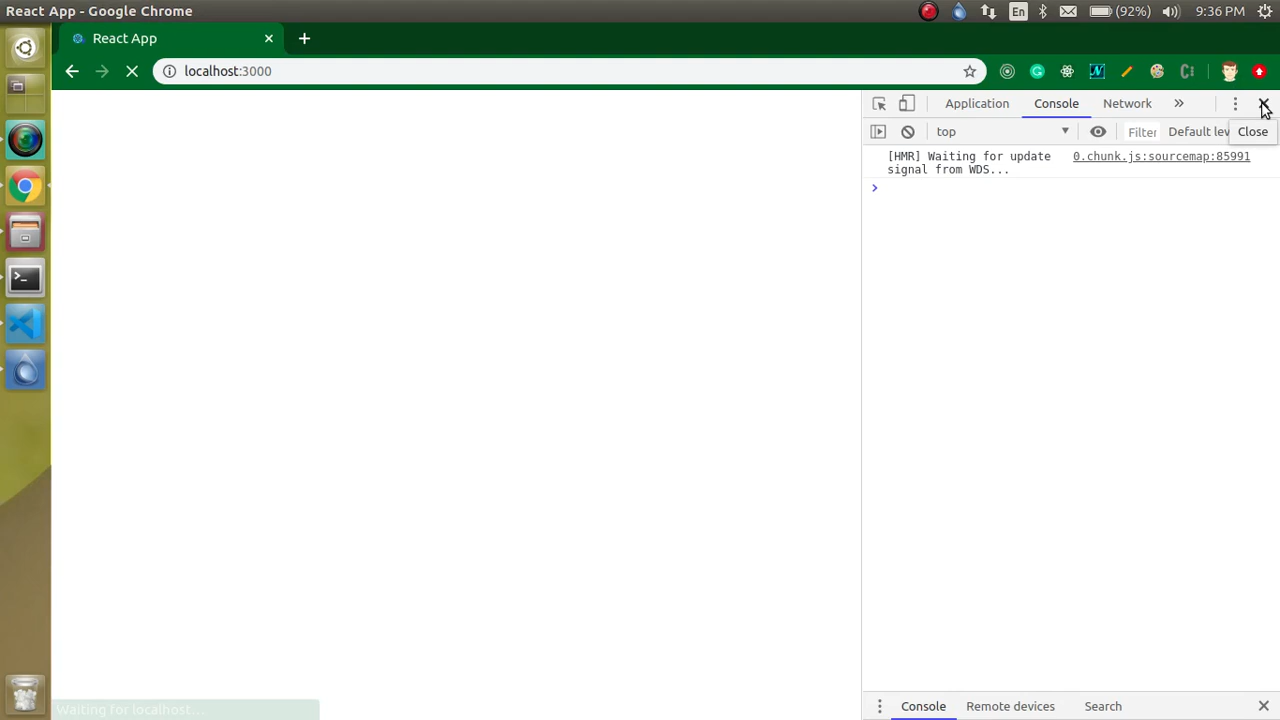 React App - Google Chrome
En
(92%)
9:36 PM
React App
localhost:3000
Application
Console
Network
top
Filter
Default lev
Close
[HMR] Waiting for update
signal from WDS...
0.chunk.js:sourcemap:85991
Waiting for localhost...
Console
Remote devices
Search